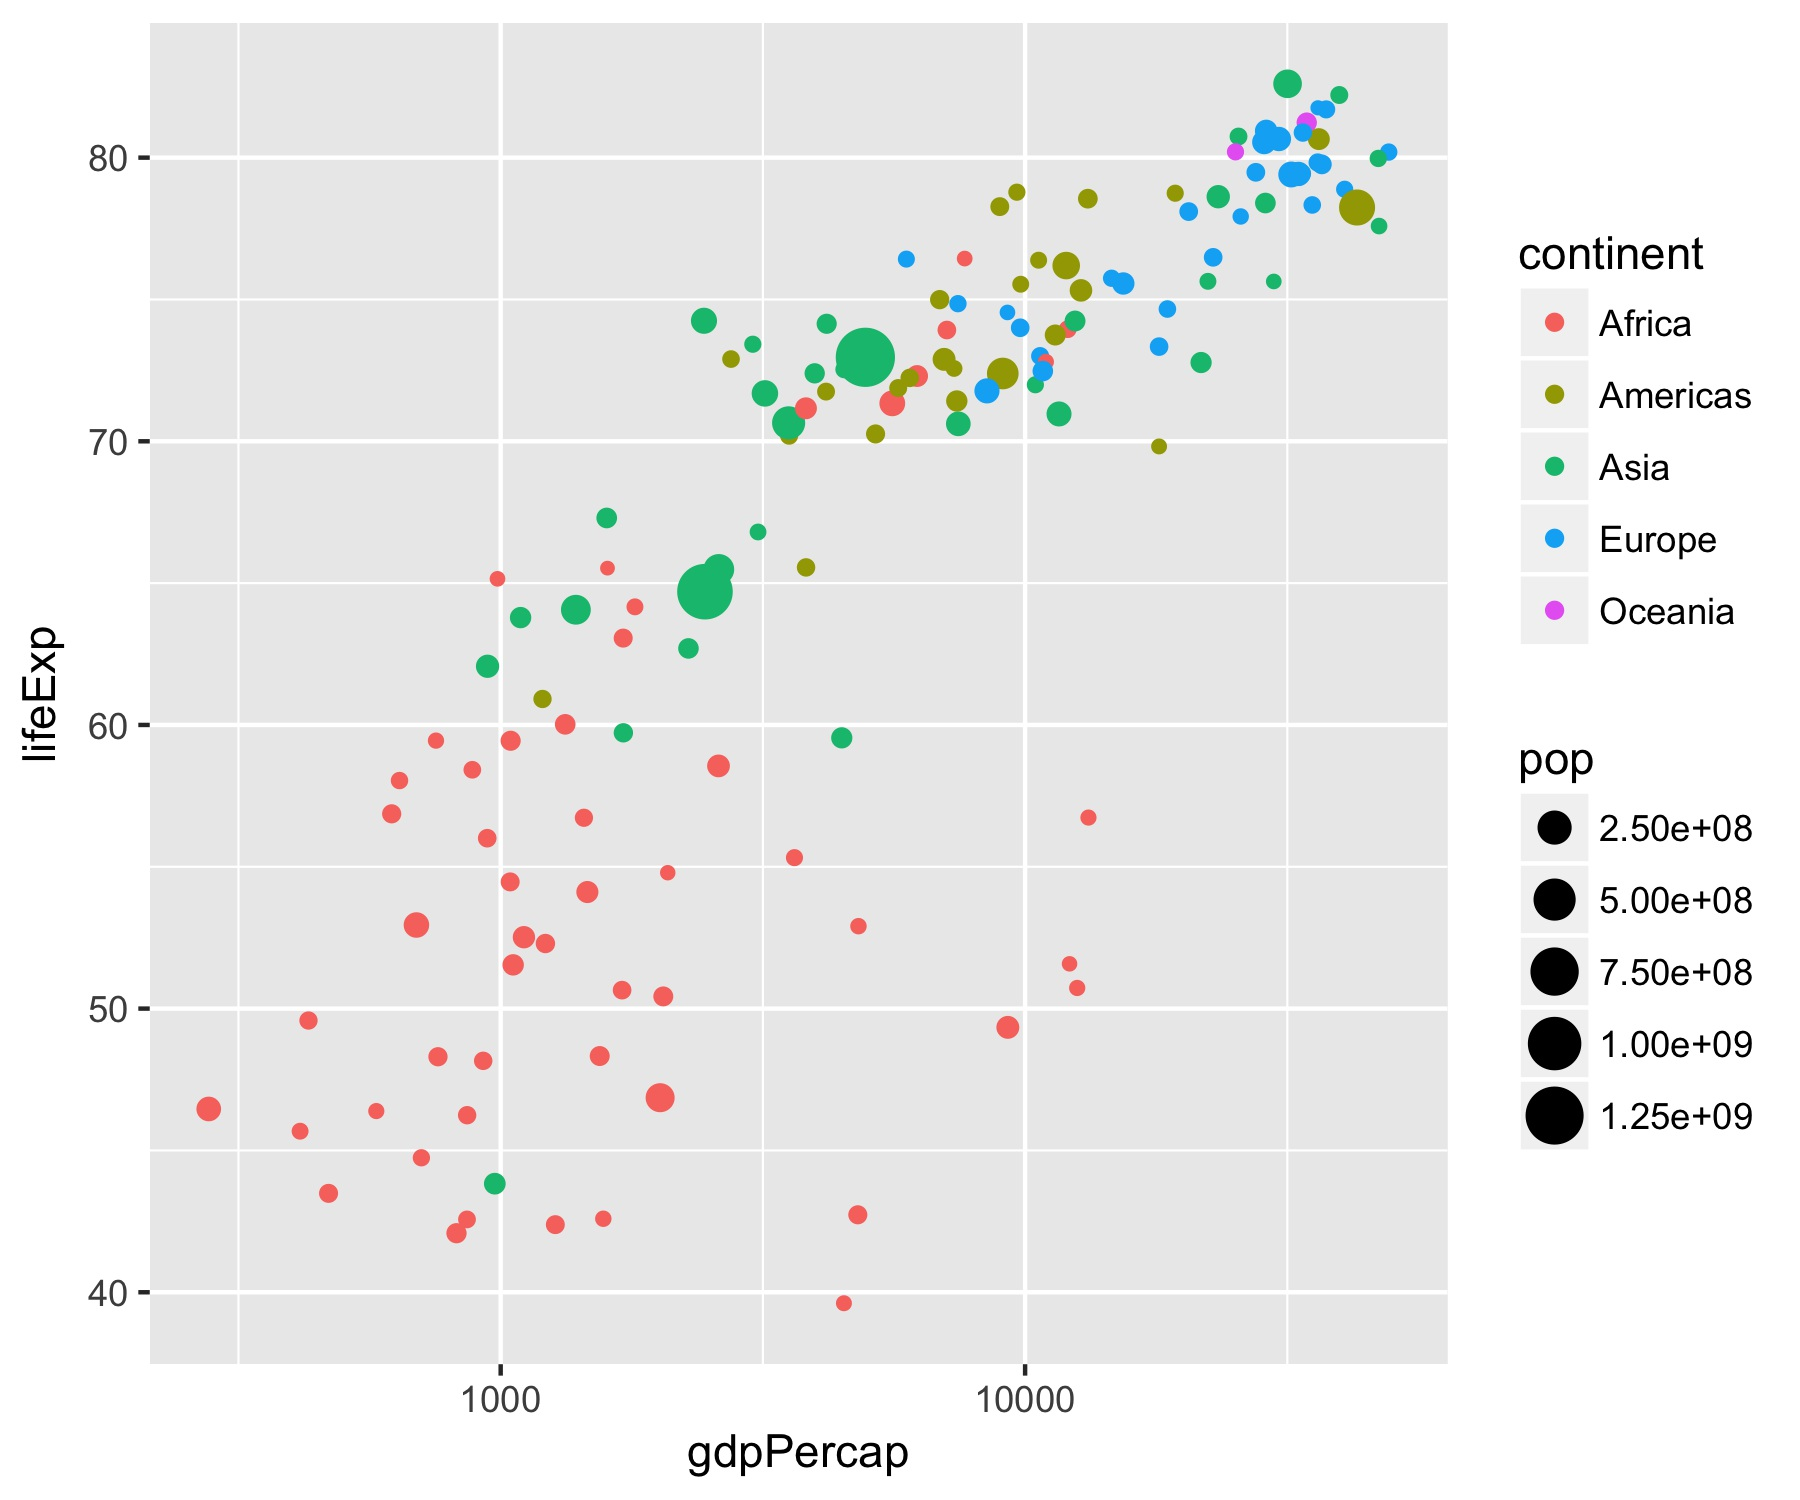 80
70
60
50
40
lifeExp
1000
10000
gdpPercap
continent
Africa
Americas
Asia
Europe
Oceania
pop
2.50e+08
5.00e+08
7.50e+08
1.00e+09
1.25e+09